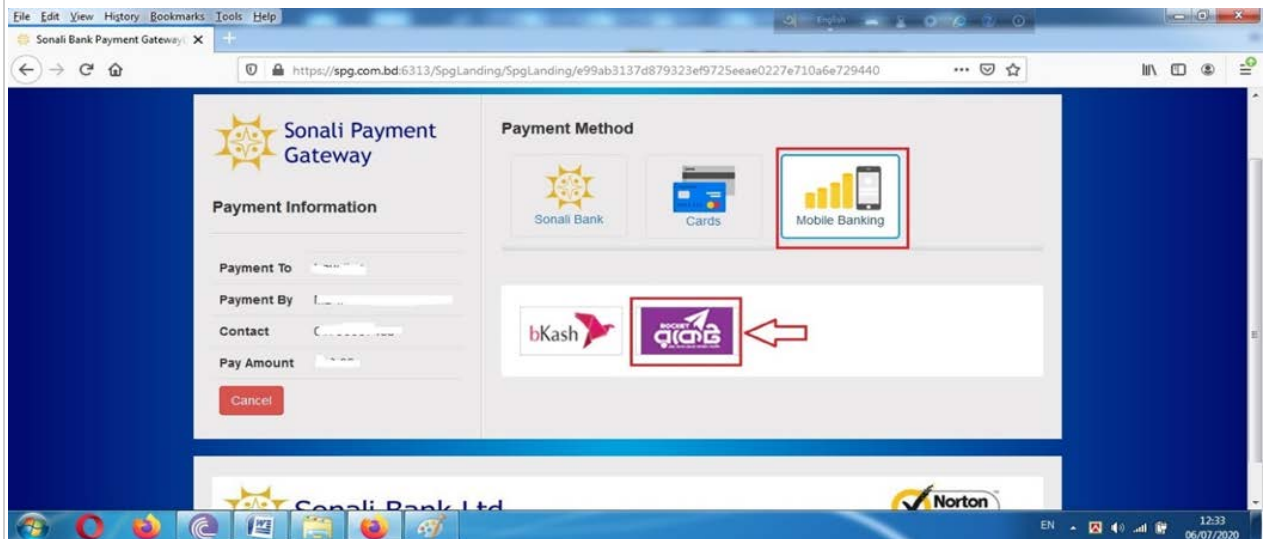 File Edit View History Bookmarks Tools Help
English
Sonali Bank Payment Gateway
https://spg.com.bd:6313/SpgLanding/SpgLanding/e99ab3137d879323ef9725eeae0227e710a6e729440
Sonali Payment
Gateway
Payment Information
Payment To
Payment By
Contact
Pay Amount
Cancel
Payment Method
Sonali Bank
Cards
Mobile Banking
bKash
ROCKET
রকেট
Sonali Bank Ltd
Norton
EN
12:33
06/07/2020